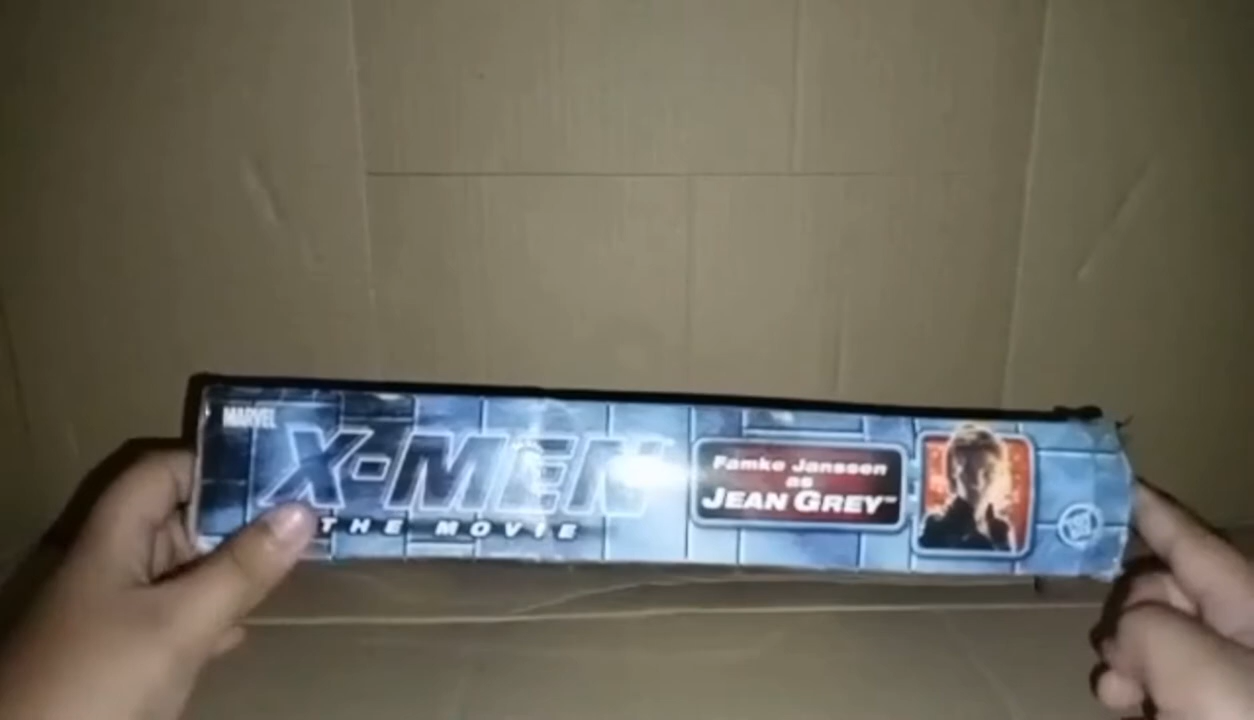 MARVEL
X-MEN
THE MOVIE
Famke Janssen
as
JEAN GREY™